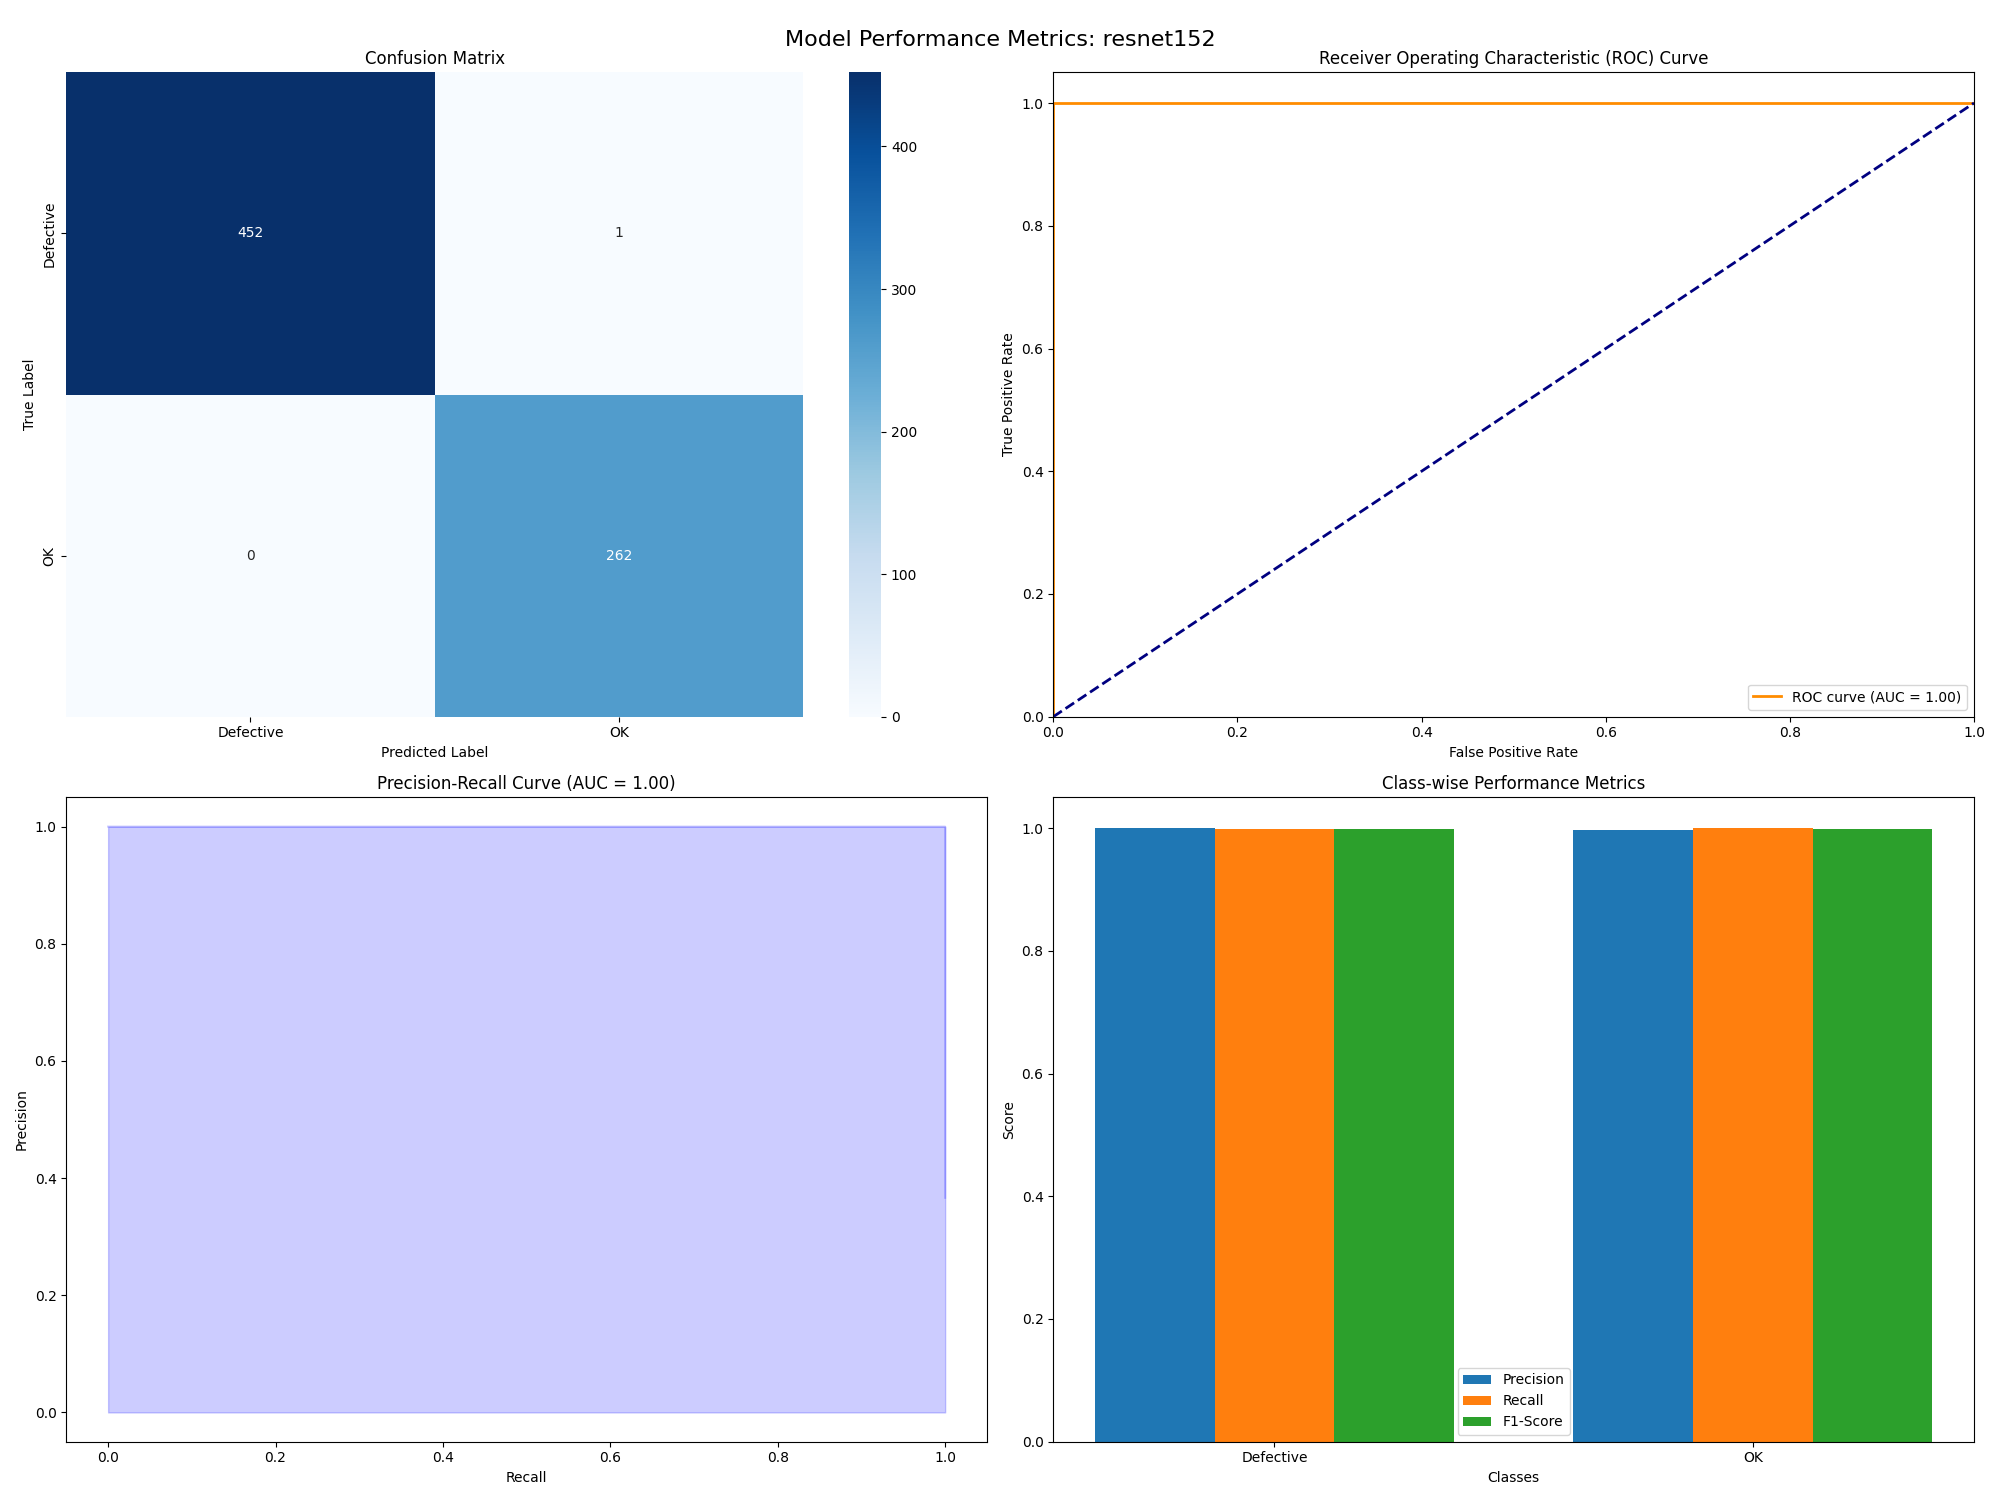 Model Performance Metrics: resnet152
Confusion Matrix
452
1
0
262
Defective
OK
True Label
Defective
OK
Predicted Label
400
300
200
100
0
Receiver Operating Characteristic (ROC) Curve
1.0
0.8
0.6
0.4
0.2
0.0
True Positive Rate
0.0
0.2
0.4
0.6
0.8
1.0
False Positive Rate
ROC curve (AUC = 1.00)
Precision-Recall Curve (AUC = 1.00)
1.0
0.8
0.6
0.4
0.2
0.0
Precision
0.0
0.2
0.4
0.6
0.8
1.0
Recall
Class-wise Performance Metrics
1.0
0.8
0.6
0.4
0.2
0.0
Score
Precision
Recall
F1-Score
Defective
OK
Classes